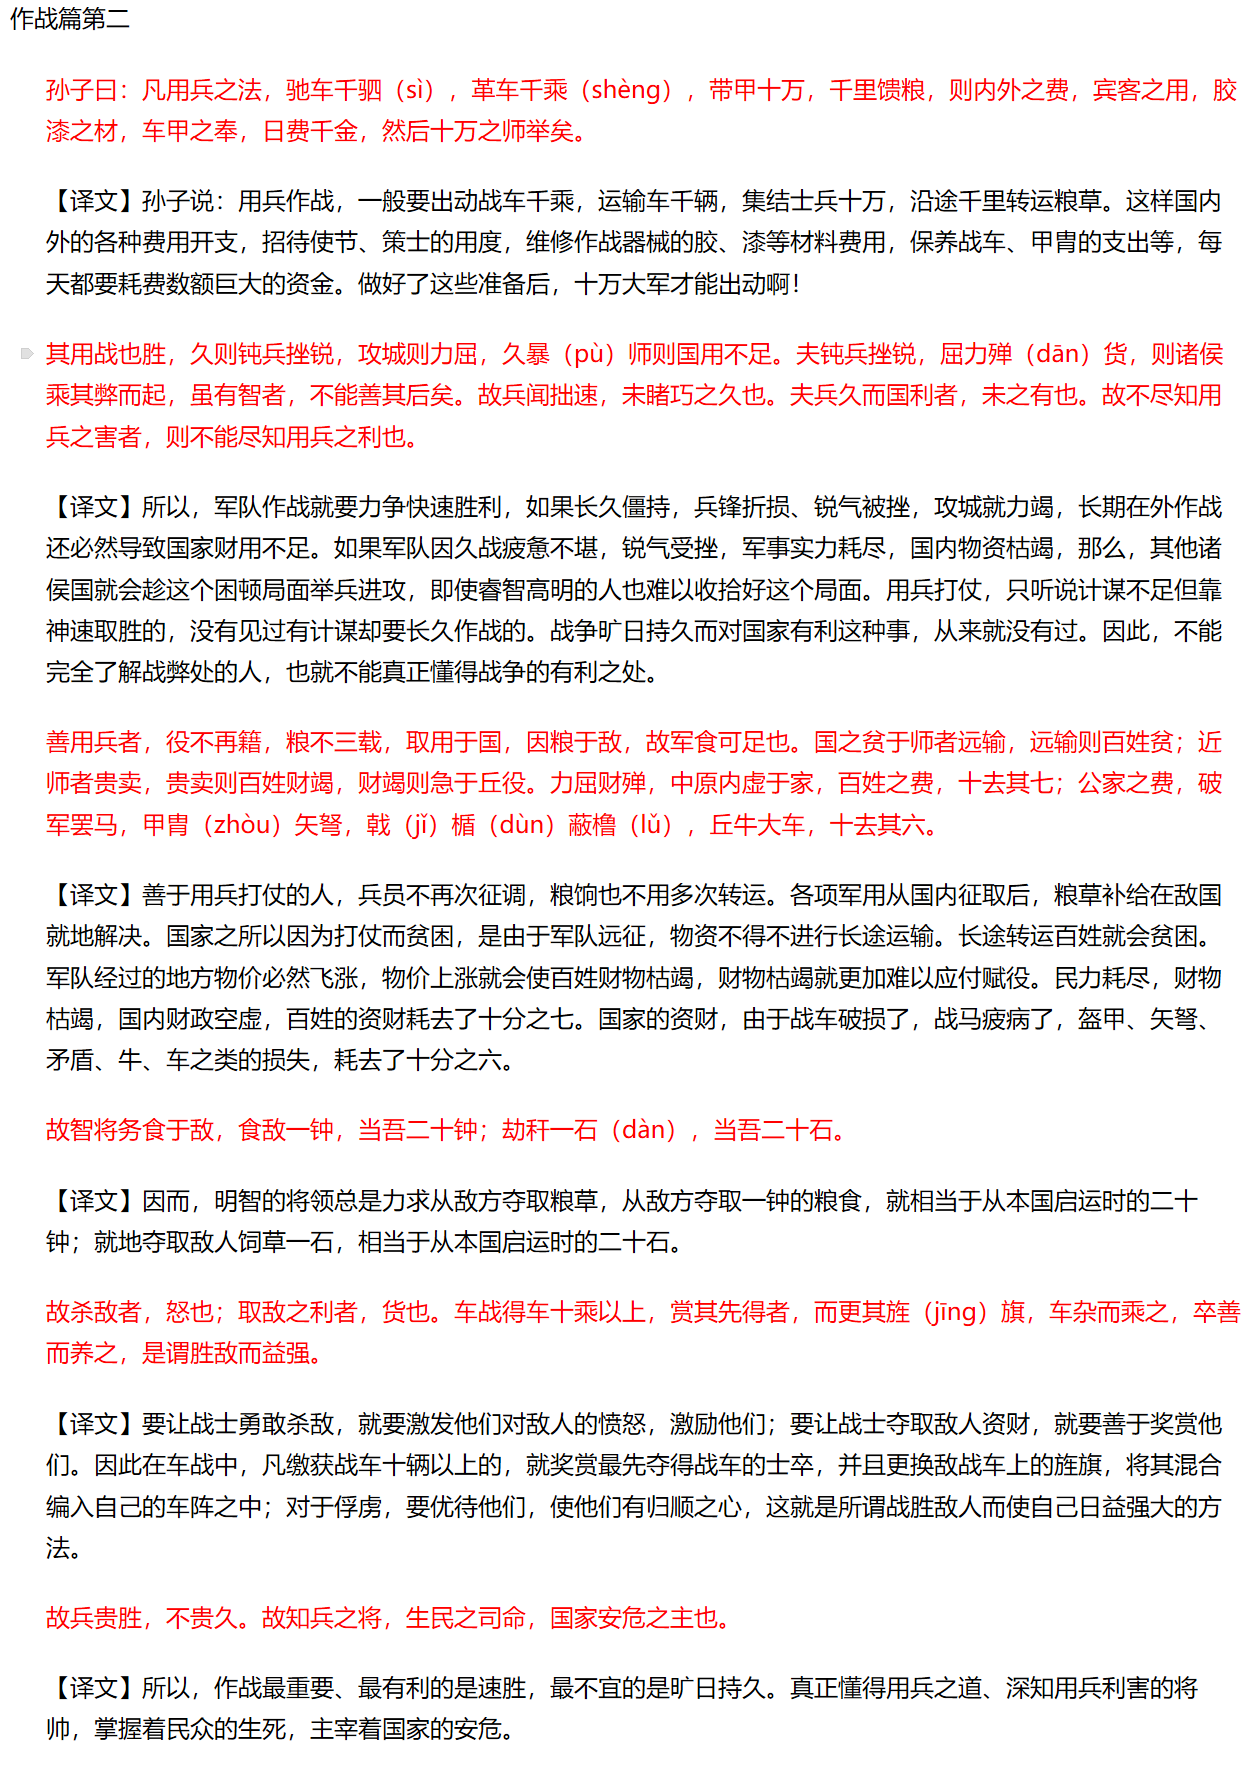 作战篇第二
孙子曰：凡用兵之法，驰车千驷（sì），革车千乘（shèng），带甲十万，千里馈粮，则内外之费，宾客之用，胶
漆之材，车甲之奉，日费千金，然后十万之师举矣。
【译文】孙子说：用兵作战，一般要出动战车千乘，运输车千辆，集结士兵十万，沿途千里转运粮草。这样国内
外的各种费用开支，招待使节、策士的用度，维修作战器械的胶、漆等材料费用，保养战车、甲胄的支出等，每
天都要耗费数额巨大的资金。做好了这些准备后，十万大军才能出动啊！
其用战也胜，久则钝兵挫锐，攻城则力屈，久暴（pù）师则国用不足。夫钝兵挫锐，屈力殚（dān）货，则诸侯
乘其弊而起，虽有智者，不能善其后矣。故兵闻拙速，未睹巧之久也。夫兵久而国利者，未之有也。故不尽知用
兵之害者，则不能尽知用兵之利也。
【译文】所以，军队作战就要力争快速胜利，如果长久僵持，兵锋折损、锐气被挫，攻城就力竭，长期在外作战
还必然导致国家财用不足。如果军队因久战疲惫不堪，锐气受挫，军事实力耗尽，国内物资枯竭，那么，其他诸
侯国就会趁这个困顿局面举兵进攻，即使睿智高明的人也难以收拾好这个局面。用兵打仗，只听说计谋不足但靠
神速取胜的，没有见过有计谋却要长久作战的。战争旷日持久而对国家有利这种事，从来就没有过。因此，不能
完全了解战弊处的人，也就不能真正懂得战争的有利之处。
善用兵者，役不再籍，粮不三载，取用于国，因粮于敌，故军食可足也。国之贫于师者远输，远输则百姓贫；近
师者贵卖，贵卖则百姓财竭，财竭则急于丘役。力屈财殚，中原内虚于家，百姓之费，十去其七；公家之费，破
军罢马，甲胄（zhòu）矢弩，戟（jǐ）楯（dùn）蔽橹（lǔ），丘牛大车，十去其六。
【译文】善于用兵打仗的人，兵员不再次征调，粮饷也不用多次转运。各项军用从国内征取后，粮草补给在敌国
就地解决。国家之所以因为打仗而贫困，是由于军队远征，物资不得不进行长途运输。长途转运百姓就会贫困。
军队经过的地方物价必然飞涨，物价上涨就会使百姓财物枯竭，财物枯竭就更加难以应付赋役。民力耗尽，财物
枯竭，国内财政空虚，百姓的资财耗去了十分之七。国家的资财，由于战车破损了，战马疲病了，盔甲、矢弩、
矛盾、牛、车之类的损失，耗去了十分之六。
故智将务食于敌，食敌一钟，当吾二十钟；劫秆一石（dàn），当吾二十石。
【译文】因而，明智的将领总是力求从敌方夺取粮草，从敌方夺取一钟的粮食，就相当于从本国启运时的二十
钟；就地夺取敌人饲草一石，相当于从本国启运时的二十石。
故杀敌者，怒也；取敌之利者，货也。车战得车十乘以上，赏其先得者，而更其旌（jīng）旗，车杂而乘之，卒善
而养之，是谓胜敌而益强。
【译文】要让战士勇敢杀敌，就要激发他们对敌人的愤怒，激励他们；要让战士夺取敌人资财，就要善于奖赏他
们。因此在车战中，凡缴获战车十辆以上的，就奖赏最先夺得战车的士卒，并且更换敌战车上的旌旗，将其混合
编入自己的车阵之中；对于俘虏，要优待他们，使他们有归顺之心，这就是所谓战胜敌人而使自己日益强大的方
法。
故兵贵胜，不贵久。故知兵之将，生民之司命，国家安危之主也。
【译文】所以，作战最重要、最有利的是速胜，最不宜的是旷日持久。真正懂得用兵之道、深知用兵利害的将
帅，掌握着民众的生死，主宰着国家的安危。